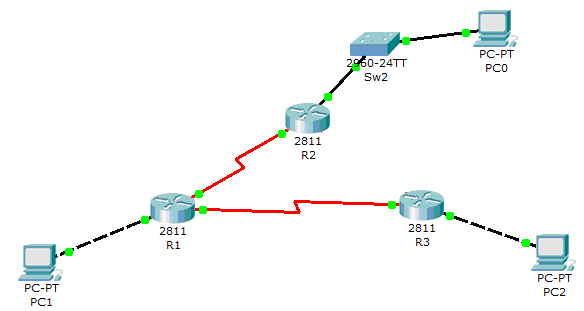 2960-24TT
Sw2
PC-PT
PC0
2811
R2
2811
R1
2811
R3
PC-PT
PC1
PC-PT
PC2